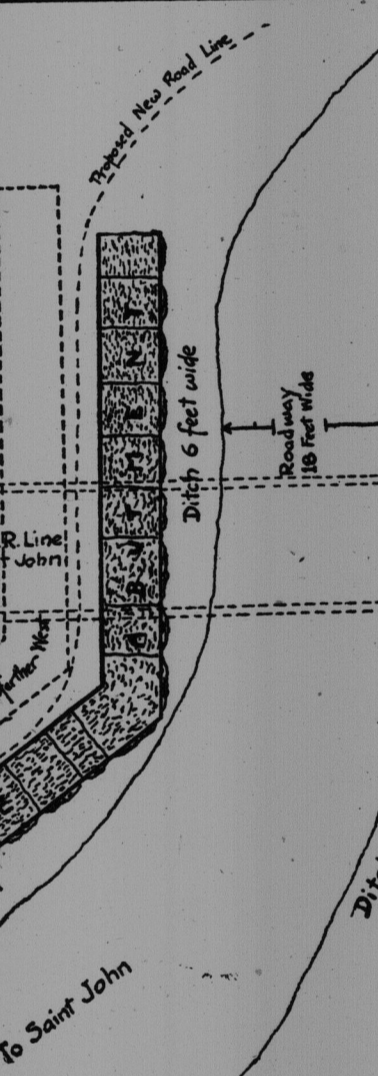 Proposed New Road Line
Ditch 6 feet wide
Roadway
18 Feet Wide
R. Line
John
farther West
To Saint John